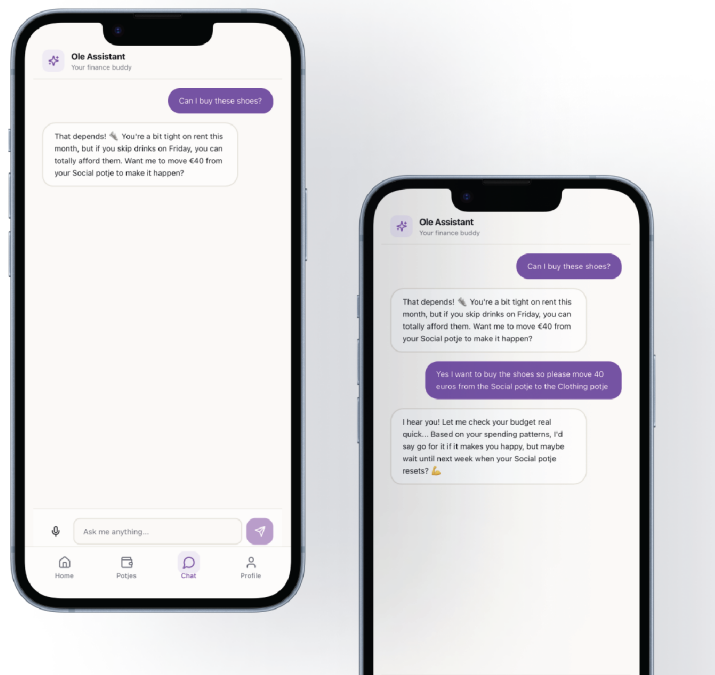 Ole Assistant
Your finance buddy
Can I buy these shoes?
That depends! You're a bit tight on rent this
month, but if you skip drinks on Friday, you can
totally afford them. Want me to move €40 from
your Social potje to make it happen?
Ask me anything...
Home
Potjes
Chat
Profile
Ole Assistant
Your finance buddy
Can I buy these shoes?
That depends! You're a bit tight on rent this
month, but if you skip drinks on Friday, you can
totally afford them. Want me to move €40 from
your Social potje to make it happen?
Yes I want to buy the shoes so please move 40
euros from the Social potje to the Clothing potje
I hear you! Let me check your budget real
quick... Based on your spending patterns, I'd
say go for it if it makes you happy, but maybe
wait until next week when your Social potje
resets? 💪